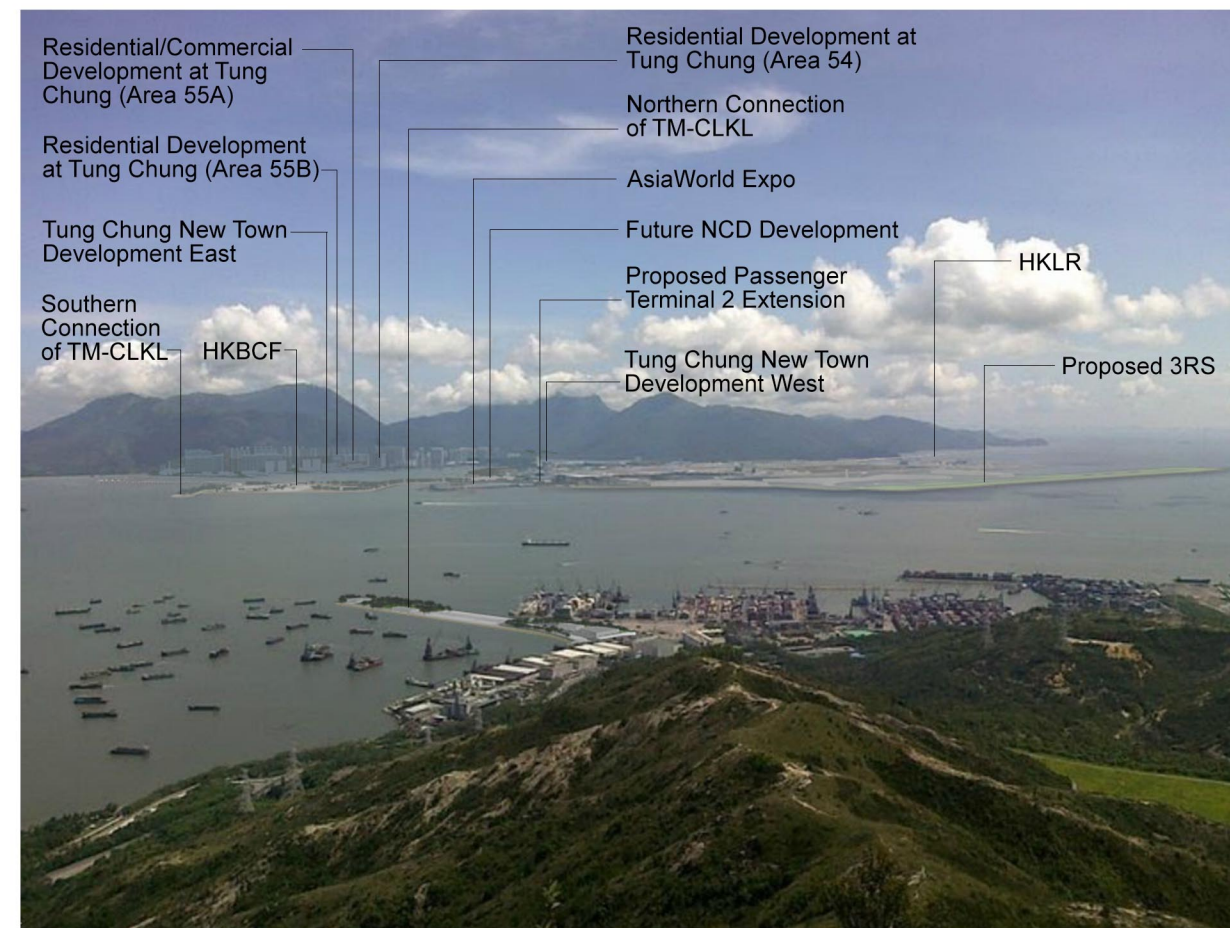 Residential/Commercial
Development at Tung
Chung (Area 55A)
Residential Development
at Tung Chung (Area 55B)
Tung Chung New Town
Development East
Southern
Connection
of TM-CLKL
HKBCF
Residential Development at
Tung Chung (Area 54)
Northern Connection
of TM-CLKL
AsiaWorld Expo
Future NCD Development
Proposed Passenger
Terminal 2 Extension
Tung Chung New Town
Development West
HKLR
Proposed 3RS